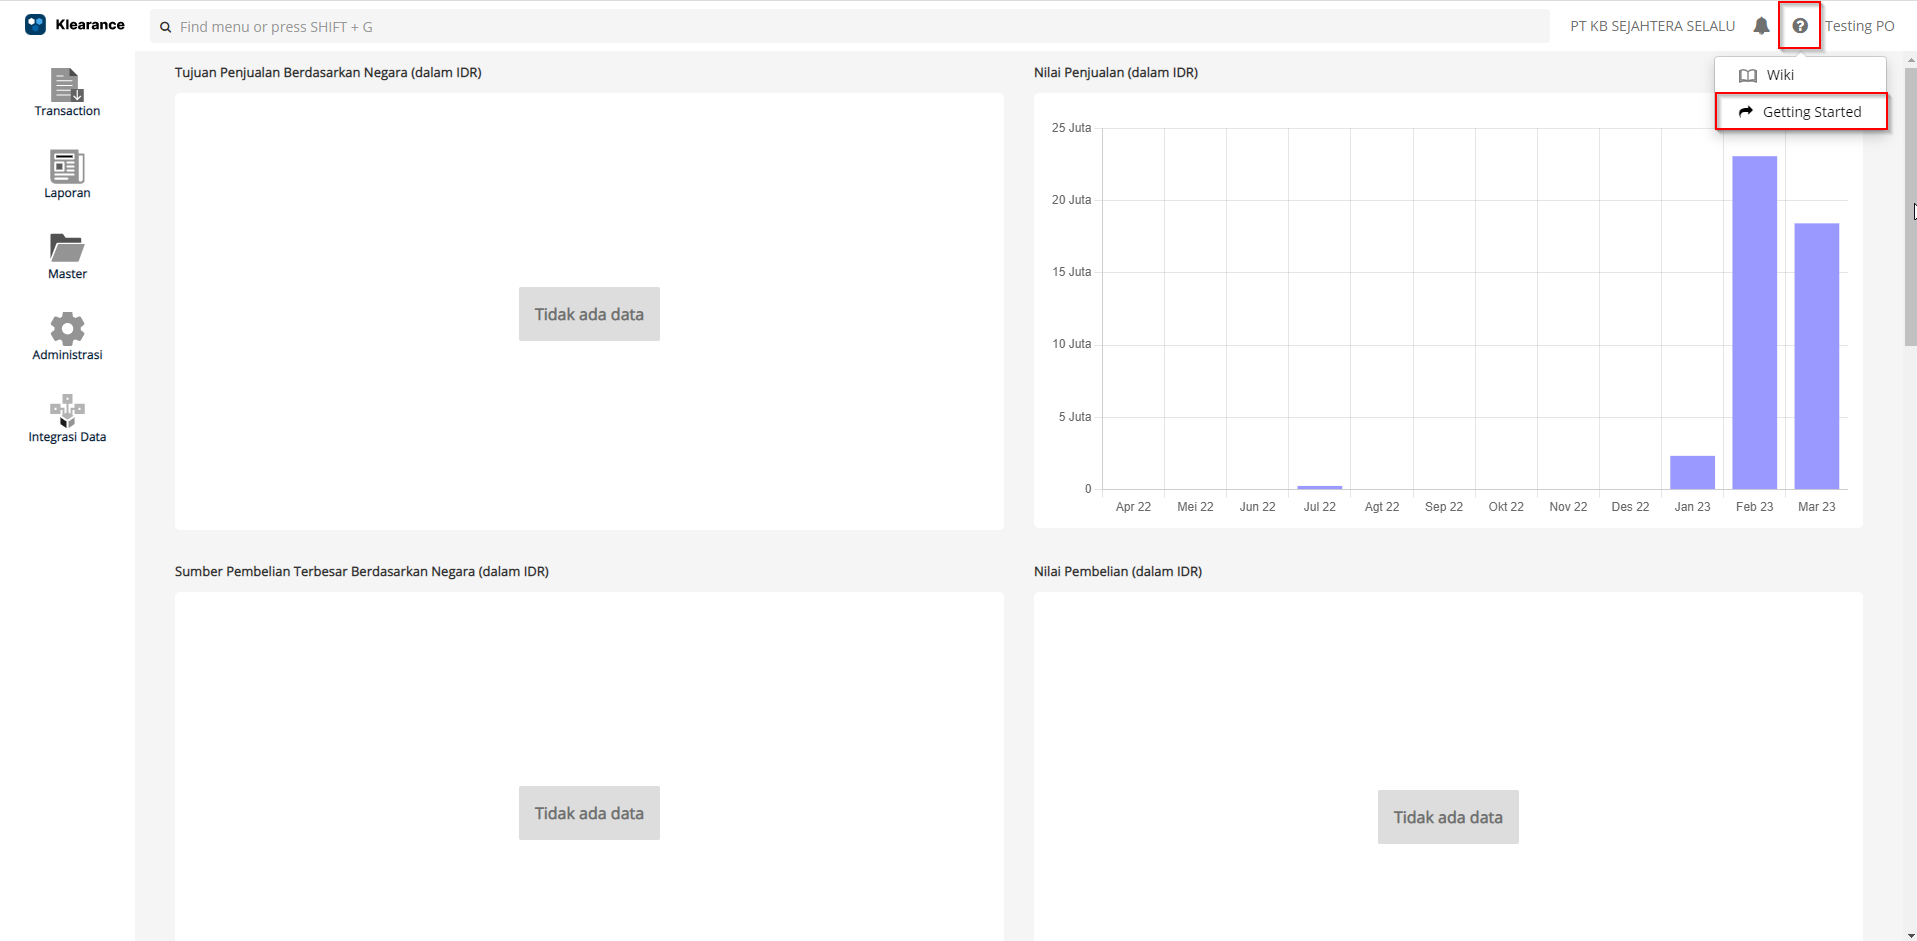 Klearance
Find menu or press SHIFT + G
PT KB SEJAHTERA SELALU
Testing PO
Wiki
Getting Started
Transaction
Laporan
Master
Administrasi
Integrasi Data
Tujuan Penjualan Berdasarkan Negara (dalam IDR)
Tidak ada data
Nilai Penjualan (dalam IDR)
25 Juta
20 Juta
15 Juta
10 Juta
5 Juta
0
Apr 22 Mei 22 Jun 22 Jul 22 Agt 22 Sep 22 Okt 22 Nov 22 Des 22 Jan 23 Feb 23 Mar 23
Sumber Pembelian Terbesar Berdasarkan Negara (dalam IDR)
Tidak ada data
Nilai Pembelian (dalam IDR)
Tidak ada data